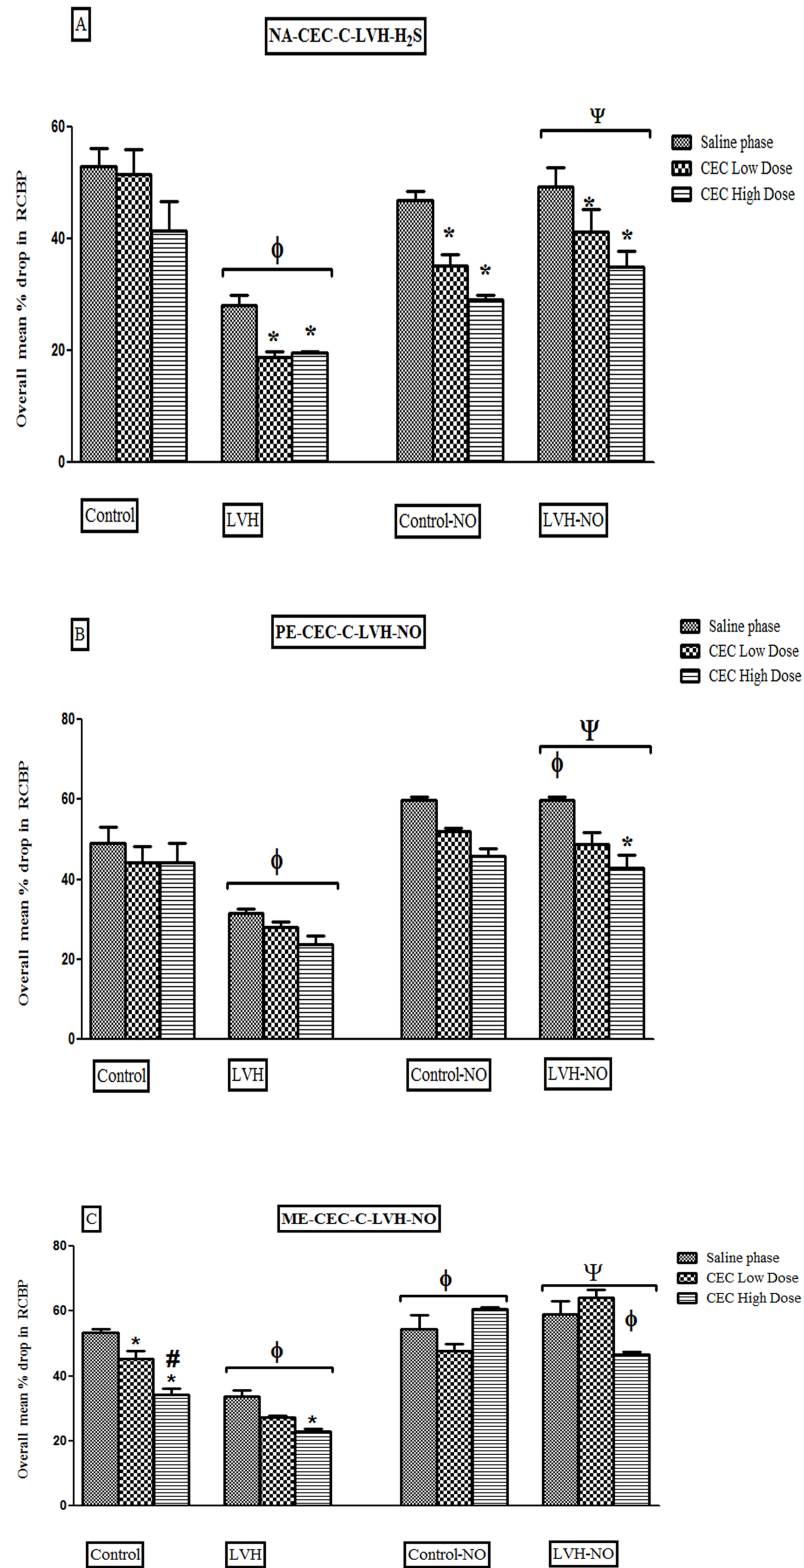 A
NA-CEC-C-LVH-H₂S
Overall mean % drop in RCBP
60
40
20
0
Saline phase
CEC Low Dose
CEC High Dose
ϕ
* *
* *
Ψ
* *
Control
LVH
Control-NO
LVH-NO
B
PE-CEC-C-LVH-NO
Overall mean % drop in RCBP
80
60
40
20
0
Saline phase
CEC Low Dose
CEC High Dose
ϕ
Ψ
ϕ
*
Control
LVH
Control-NO
LVH-NO
C
ME-CEC-C-LVH-NO
Overall mean % drop in RCBP
80
60
40
20
0
Saline phase
CEC Low Dose
CEC High Dose
*
#
*
ϕ
*
ϕ
Ψ
ϕ
Control
LVH
Control-NO
LVH-NO